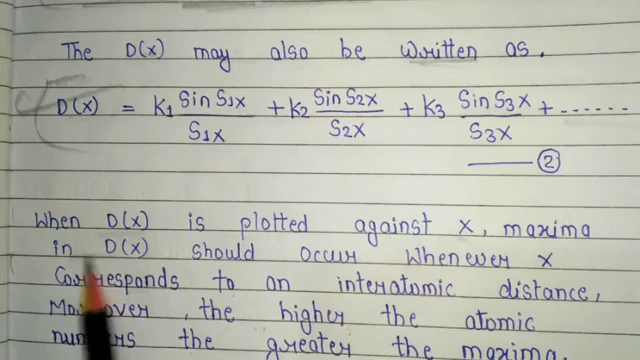 The D(x) may also be written as.
D(x) = K1 Sin S1x / S1x + K2 Sin S2x / S2x + K3 Sin S3x / S3x + ......
②
When D(x) is plotted against x, maxima
in D(x) should occur whenever x
Corresponds to an interatomic distance,
Moreover, the higher the atomic
numbers the greater the maxima.